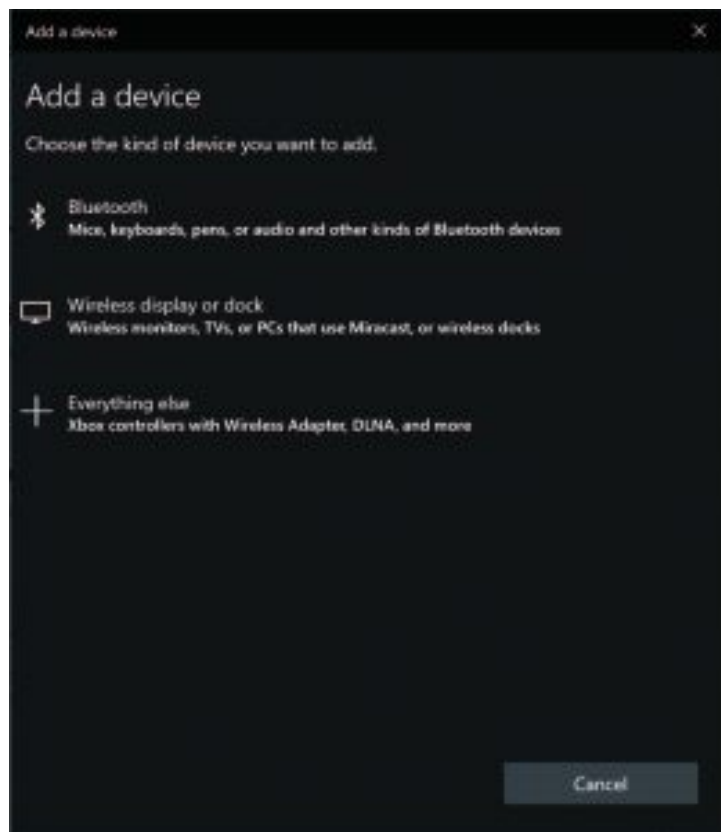 Add a device
Add a device
Choose the kind of device you want to add.
Bluetooth
Mice, keyboards, pens, or audio and other kinds of Bluetooth devices
Wireless display or dock
Wireless monitors, TVs, or PCs that use Miracast, or wireless docks
Everything else
Xbox controllers with Wireless Adapter, DLNA, and more
Cancel